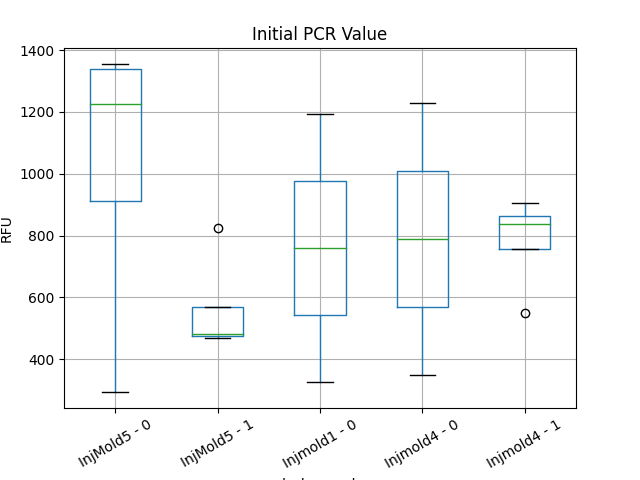 Initial PCR Value
1400
1200
1000
800
600
400
RFU
InjMold5 - 0
InjMold5 - 1
Injmold1 - 0
Injmold4 - 0
Injmold4 - 1